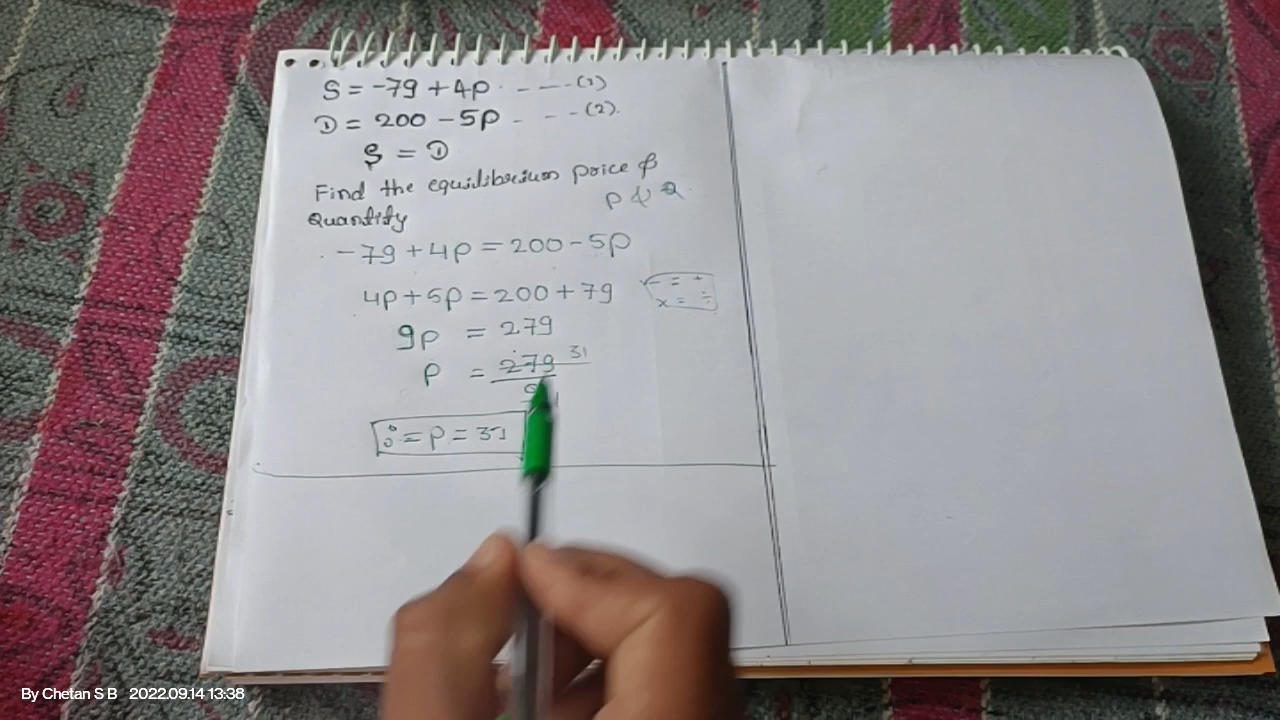 S = -79 + 4P - - - - (1)
D = 200 - 5P - - - (2).
S = D
Find the equilibrium price &
Quantity
P & Q
-79 + 4P = 200 - 5P
4P + 5P = 200 + 79
- = +
x = ÷
9P = 279
P = 279 31
9 1
∴ = P = 31
By Chetan S B 2022.09.14 13:38